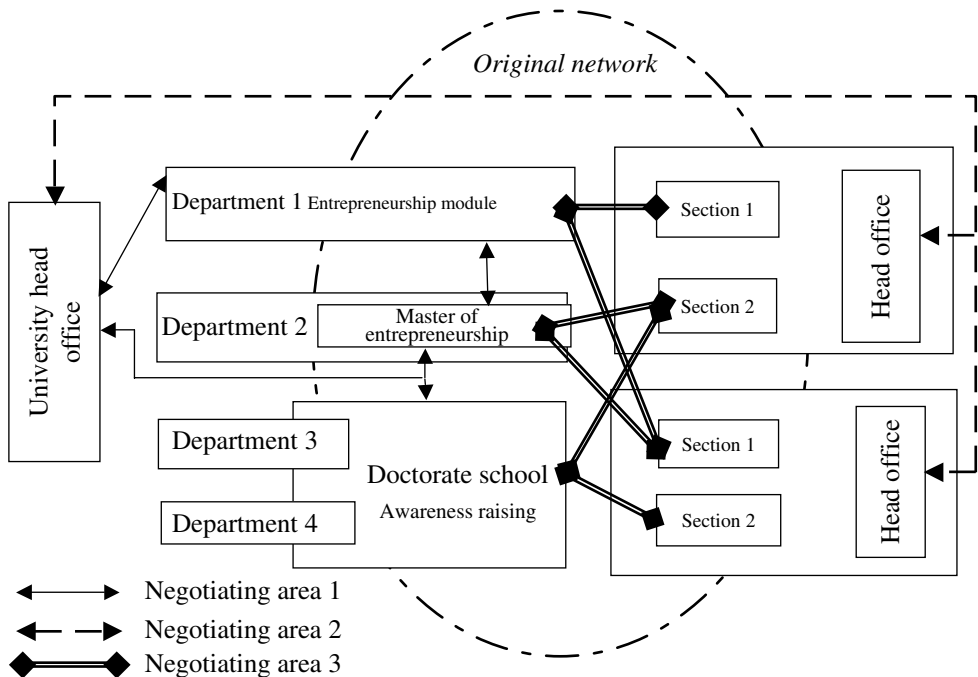 Original network
Department 1 Entrepreneurship module
Section 1
Head office
University head
office
Department 2
Master of
entrepreneurship
Section 2
Department 3
Doctorate school
Awareness raising
Department 4
Section 1
Section 2
Head office
Negotiating area 1
Negotiating area 2
Negotiating area 3